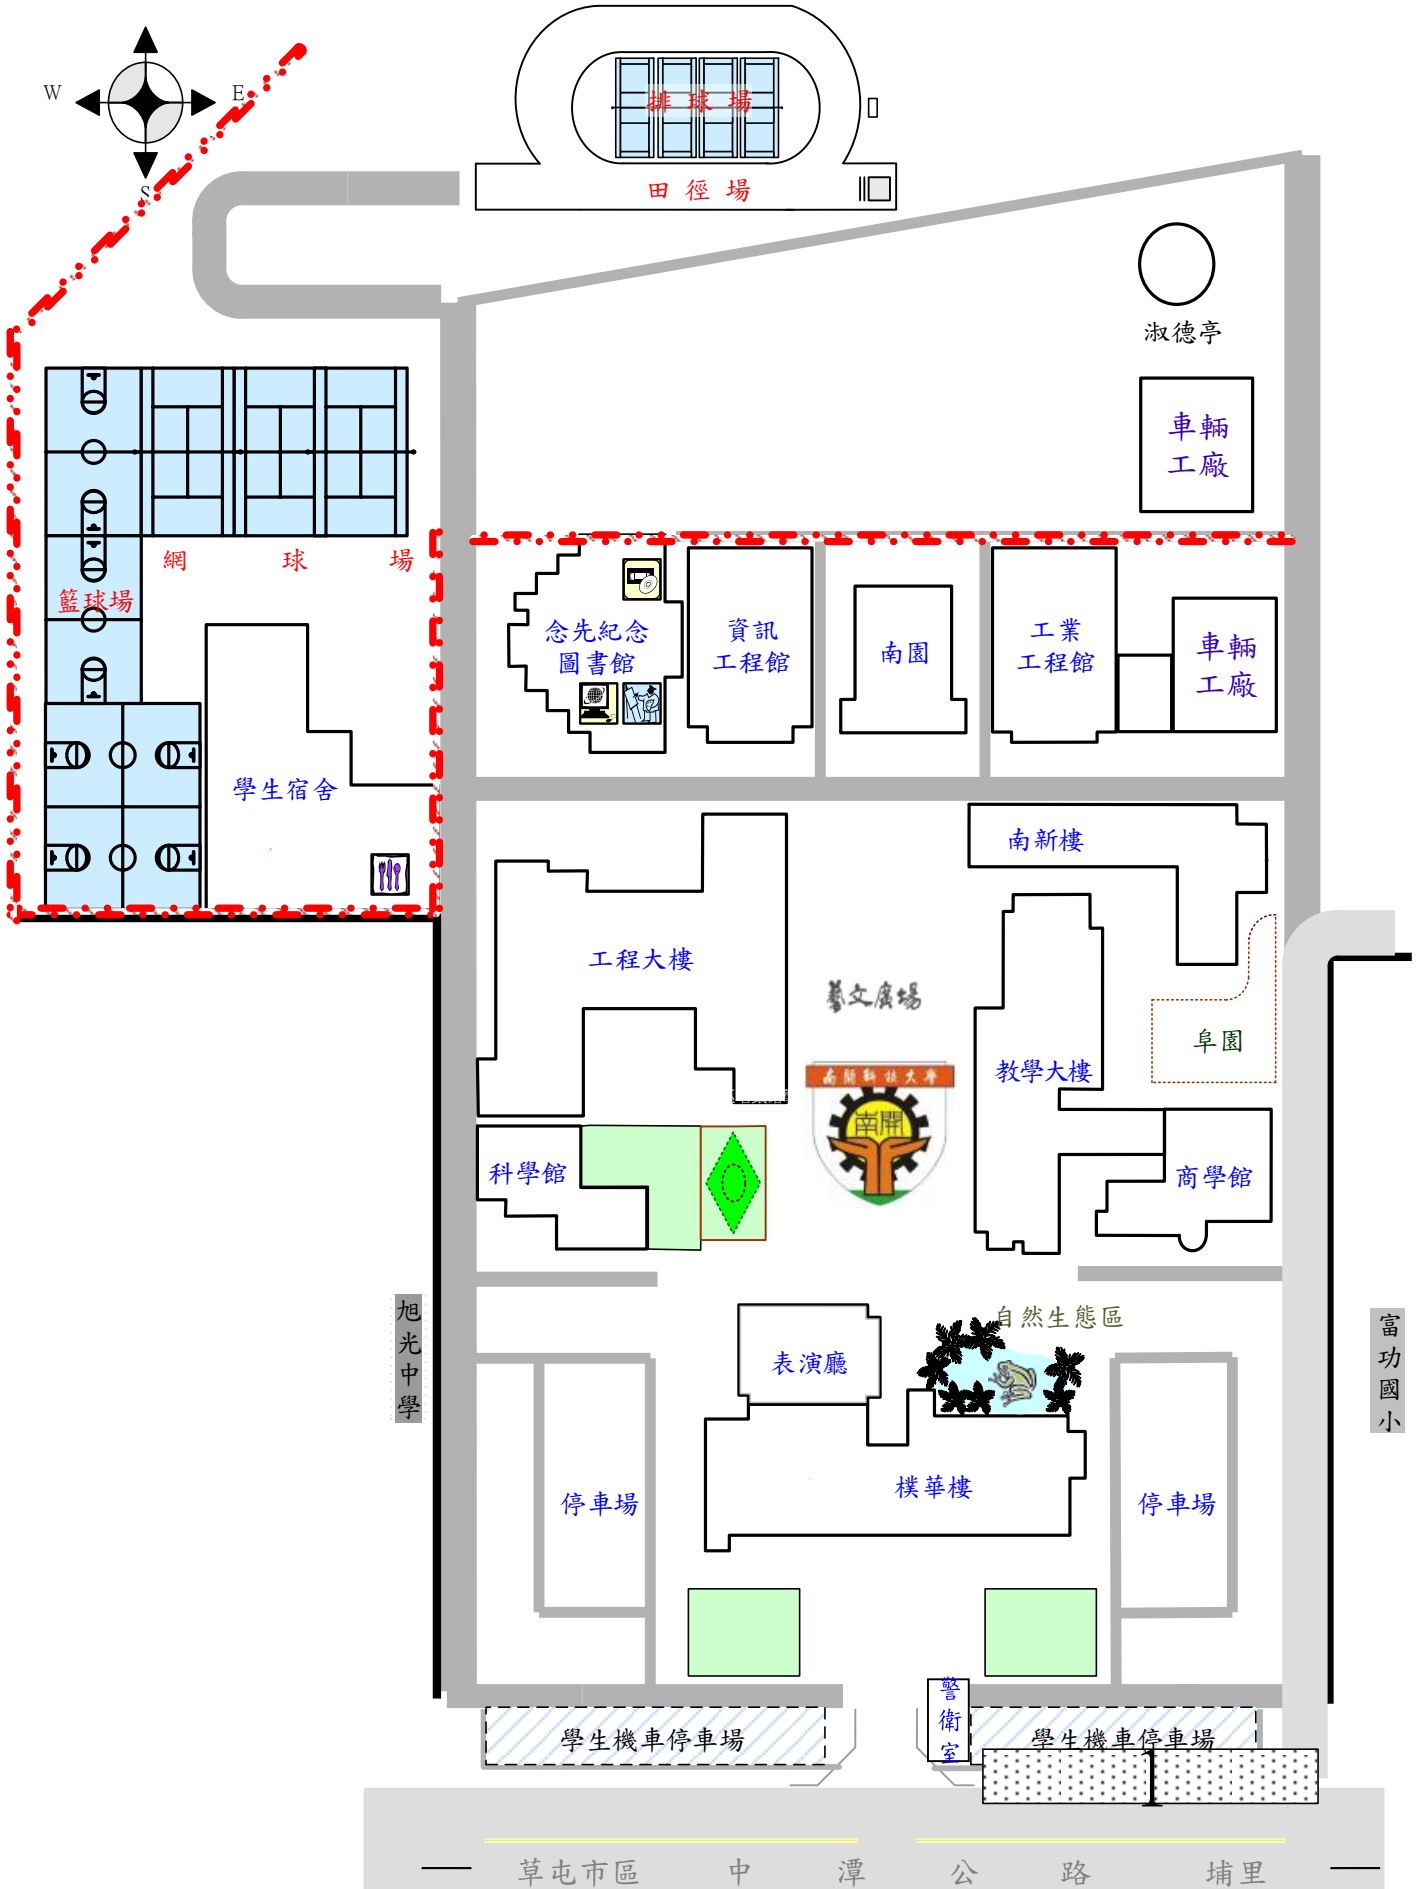 W
E
S
排球場
田徑場
淑德亭
車輛
工廠
網球場
籃球場
念先紀念
圖書館
資訊
工程館
南園
工業
工程館
車輛
工廠
學生宿舍
南新樓
工程大樓
藝文廣場
阜園
南開科技大學
南開
教學大樓
科學館
商學館
旭光中學
富功國小
自然生態區
表演廳
樸華樓
停車場
停車場
警衛室
學生機車停車場
學生機車停車場
草屯市區 中潭公路 埔里